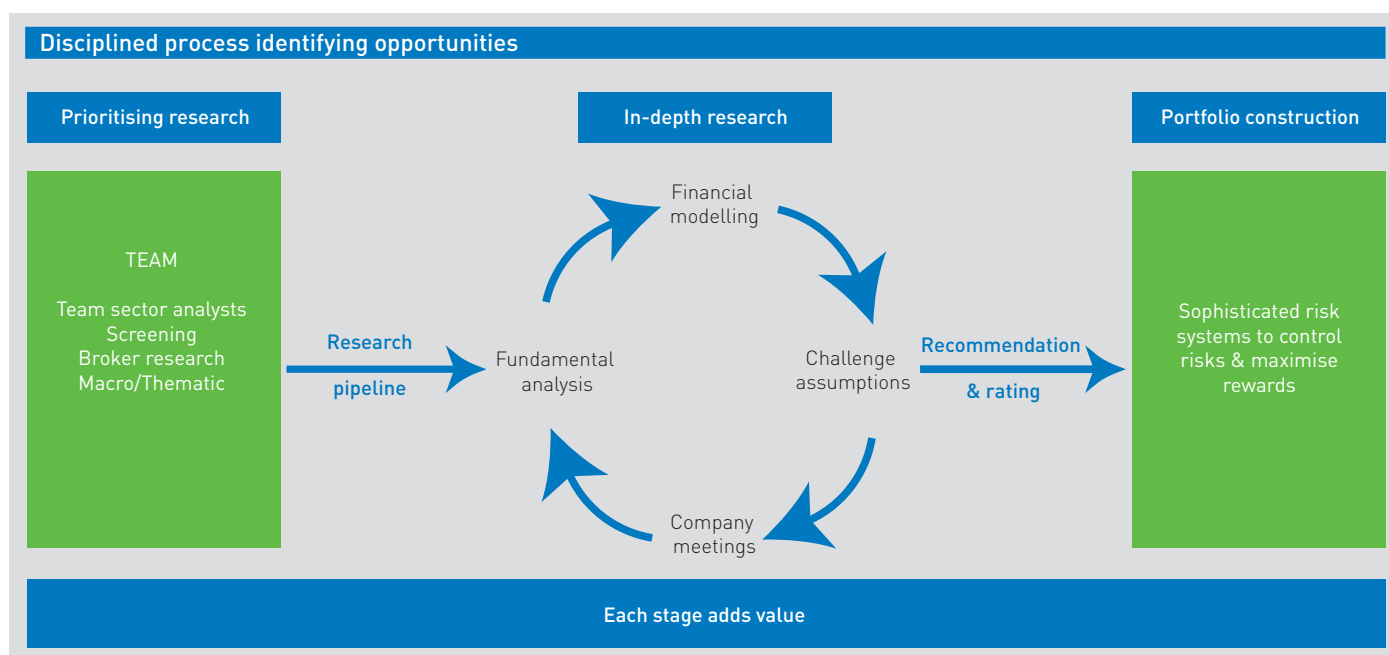 Disciplined process identifying opportunities
Prioritising research
In-depth research
Portfolio construction
TEAM
Team sector analysts
Screening
Broker research
Macro/Thematic
Research
pipeline
Fundamental
analysis
Financial
modelling
Challenge
assumptions
Company
meetings
Recommendation
& rating
Sophisticated risk
systems to control
risks & maximise
rewards
Each stage adds value